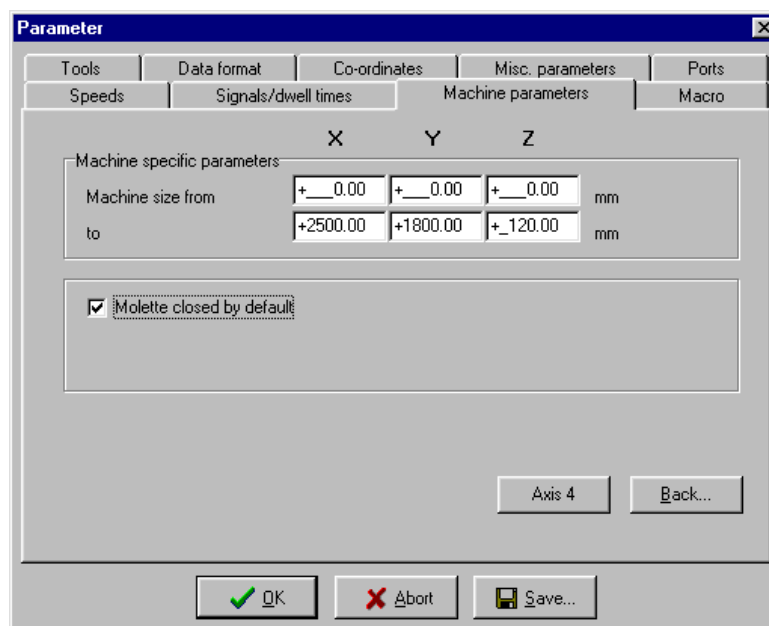 Parameter
Tools Data format Co-ordinates Misc. parameters Ports
Speeds Signals/dwell times Machine parameters Macro
X Y Z
Machine specific parameters
Machine size from +___0.00 +___0.00 +___0.00 mm
to +2500.00 +1800.00 +_120.00 mm
Molette closed by default
Axis 4 Back...
OK Abort Save...